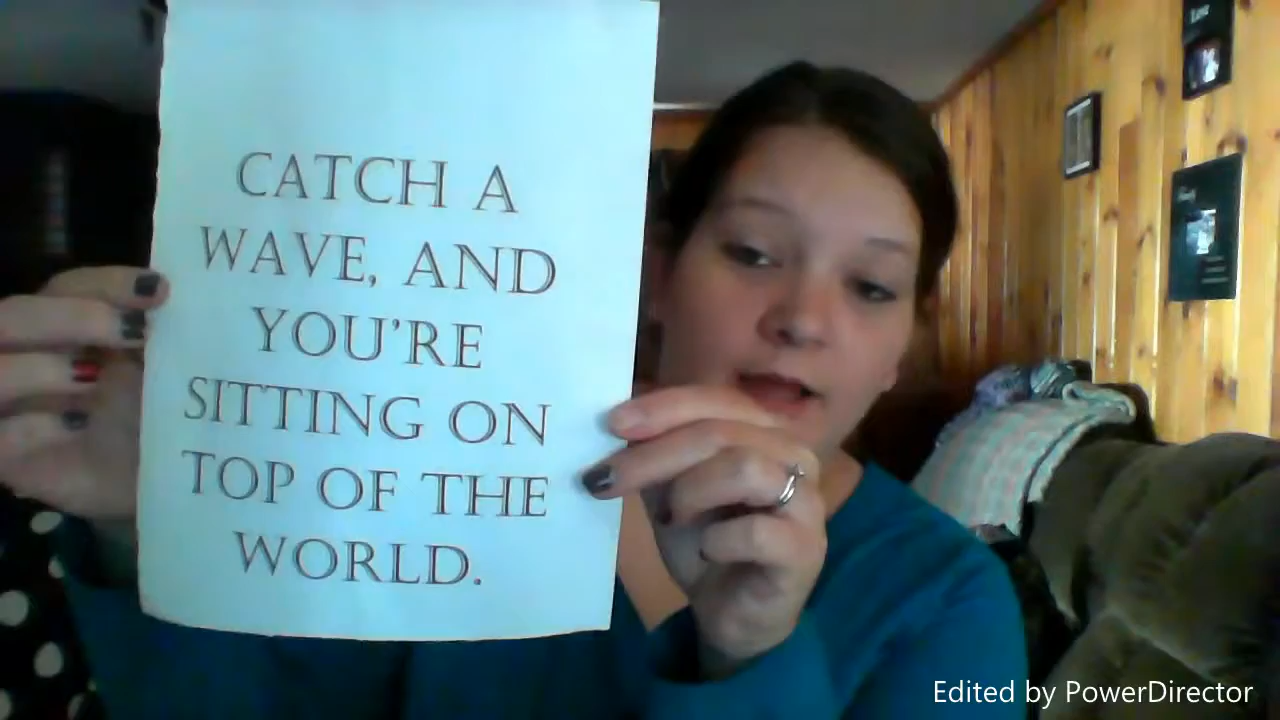 CATCH A
WAVE, AND
YOU'RE
SITTING ON
TOP OF THE
WORLD.
Edited by PowerDirector